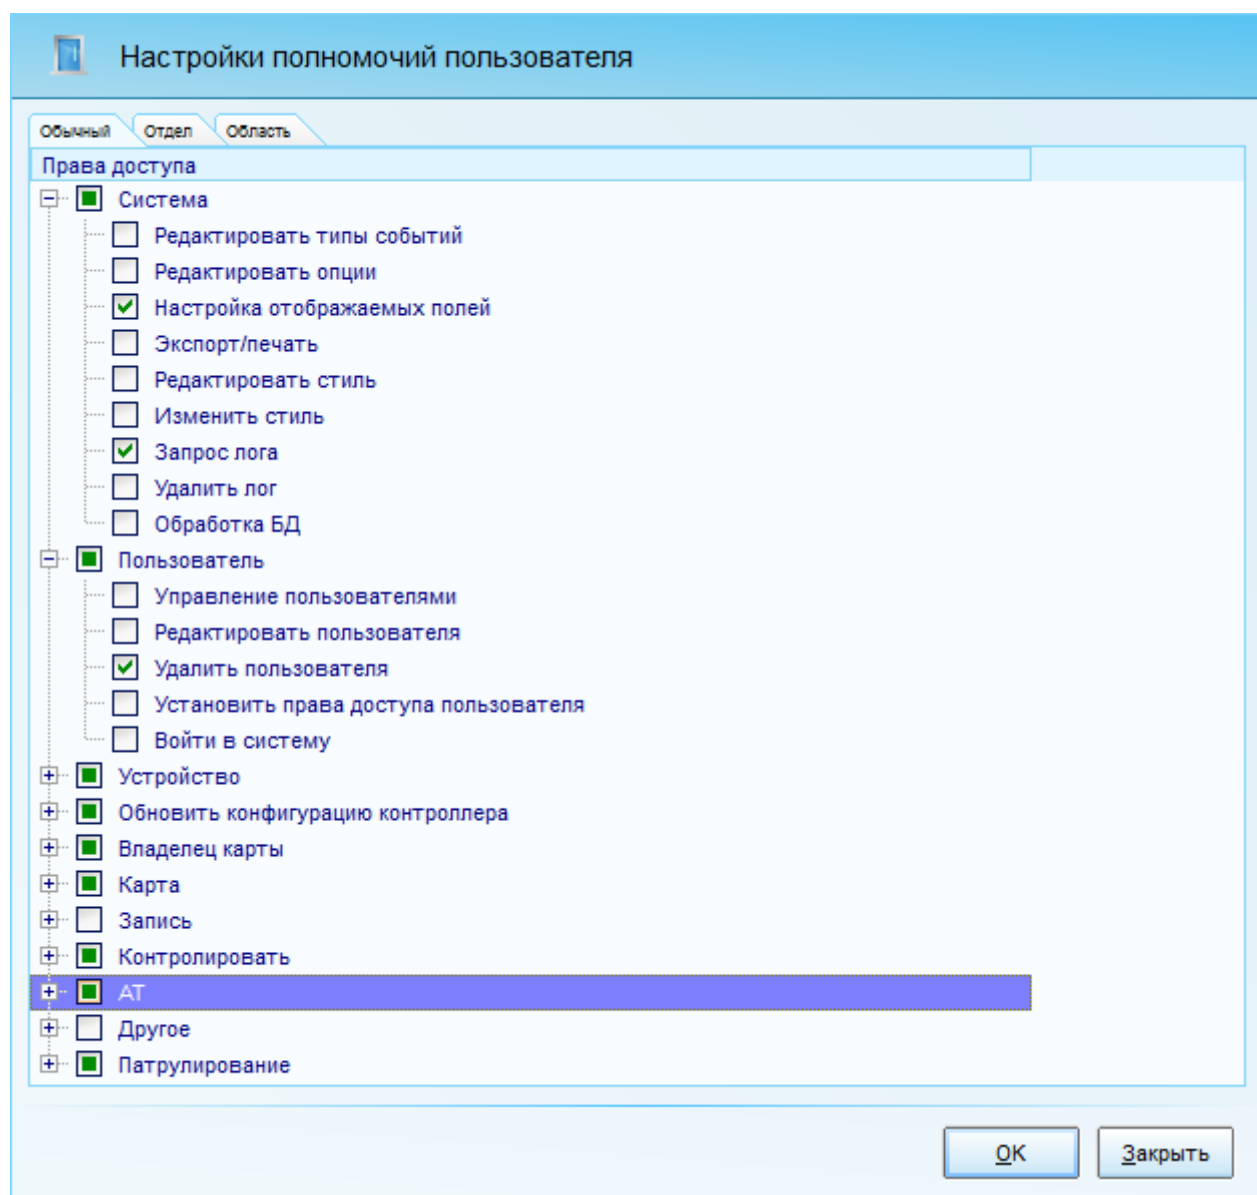 Настройки полномочий пользователя
Обычный Отдел Область
Права доступа
Система
Редактировать типы событий
Редактировать опции
Настройка отображаемых полей
Экспорт/печать
Редактировать стиль
Изменить стиль
Запрос лога
Удалить лог
Обработка БД
Пользователь
Управление пользователями
Редактировать пользователя
Удалить пользователя
Установить права доступа пользователя
Войти в систему
Устройство
Обновить конфигурацию контроллера
Владелец карты
Карта
Запись
Контролировать
АТ
Другое
Патрулирование
OK Закрыть